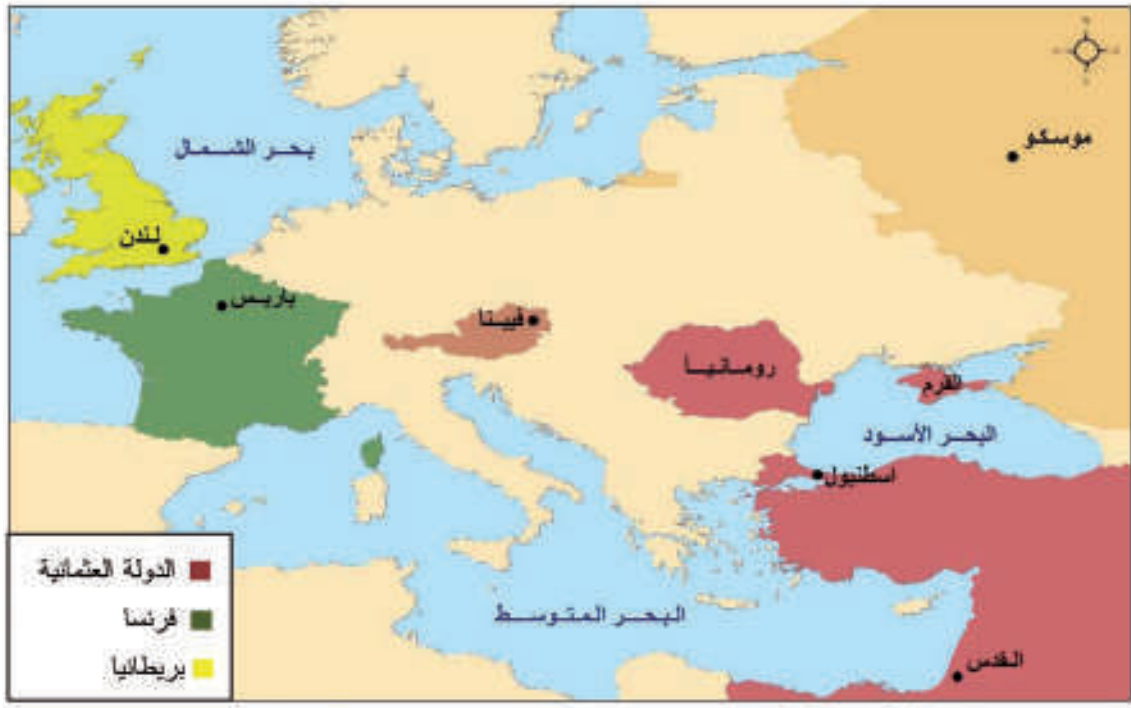 موسكو
بحر الشمال
لندن
باريس
فيينا
رومانيا
القرم
البحر الأسود
اسطنبول
البحر المتوسط
القدس
الدولة العثمانية
فرنسا
بريطانيا